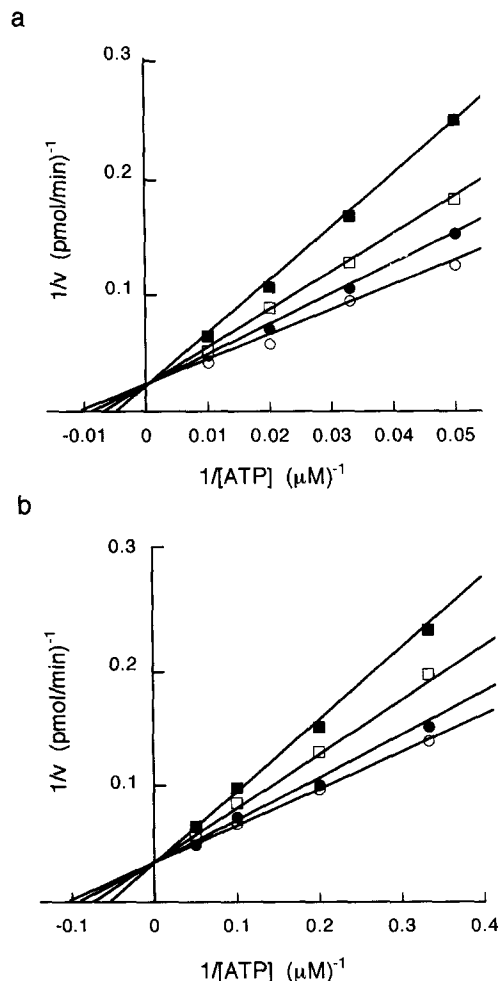 a
0.3
0.2
0.1
1/v (pmol/min)⁻¹
-0.01 0 0.01 0.02 0.03 0.04 0.05
1/[ATP] (μM)⁻¹
b
0.3
0.2
0.1
1/v (pmol/min)⁻¹
-0.1 0 0.1 0.2 0.3 0.4
1/[ATP] (μM)⁻¹